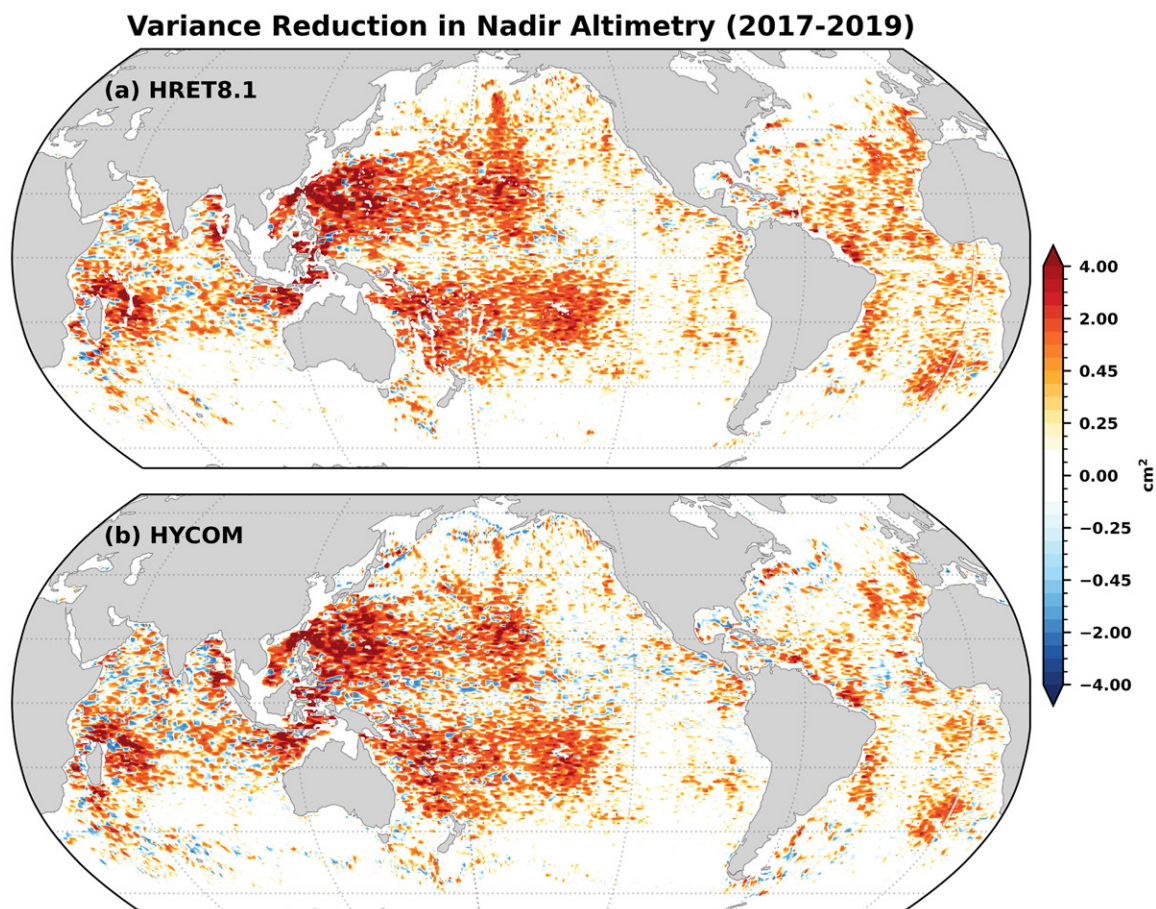 Variance Reduction in Nadir Altimetry (2017-2019)
(a) HRET8.1
(b) HYCOM
4.00
2.00
0.45
0.25
0.00
−0.25
−0.45
−2.00
−4.00
cm²